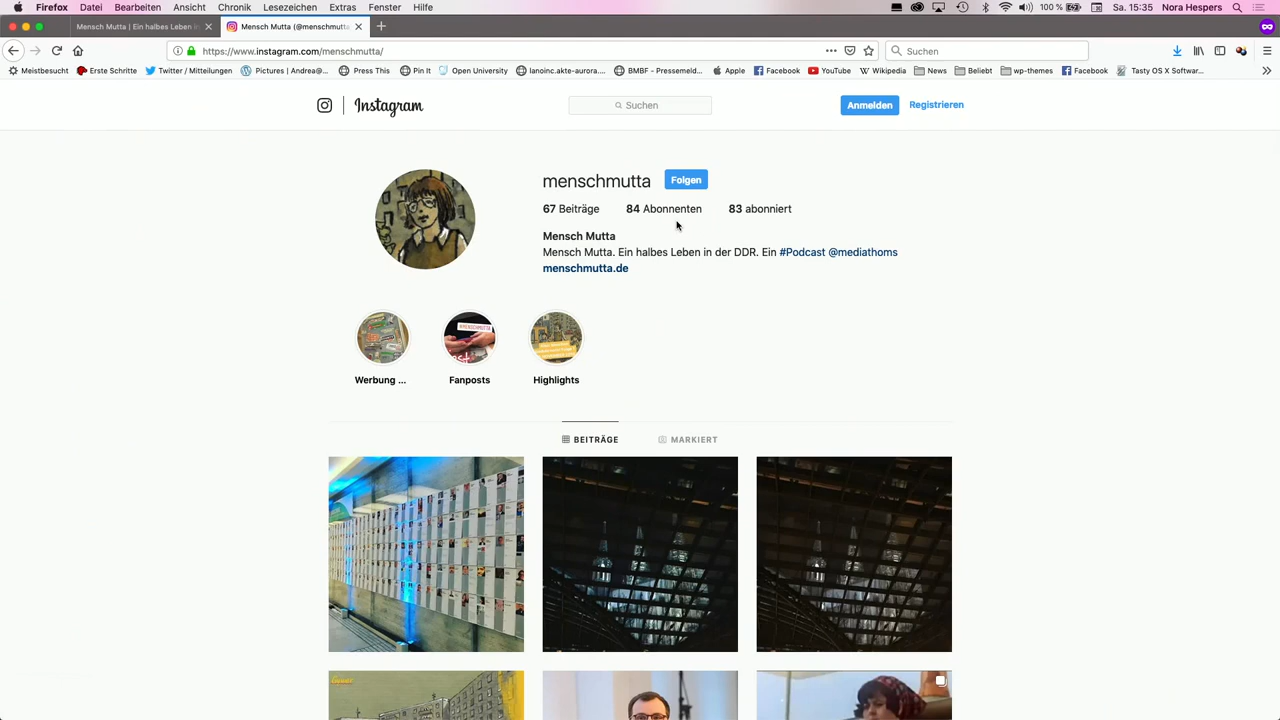 Firefox Datei Bearbeiten Ansicht Chronik Lesezeichen Extras Fenster Hilfe 100 % Sa. 15:35 Nora Hespers
Mensch Mutta | Ein halbes Leben in
Mensch Mutta (@menschmutta
https://www.instagram.com/menschmutta/
Suchen
Meistbesucht Erste Schritte Twitter / Mitteilungen Pictures | Andrea@... Press This Pin It Open University lanoinc.akte-aurora.... BMBF - Pressemeld... Apple Facebook YouTube Wikipedia News Beliebt wp-themes Facebook Tasty OS X Softwar...
Instagram
Suchen
Anmelden Registrieren
menschmutta Folgen
67 Beiträge 84 Abonnenten 83 abonniert
Mensch Mutta
Mensch Mutta. Ein halbes Leben in der DDR. Ein #Podcast @mediathoms
menschmutta.de
Werbung ... Fanposts Highlights
BEITRÄGE MARKIERT